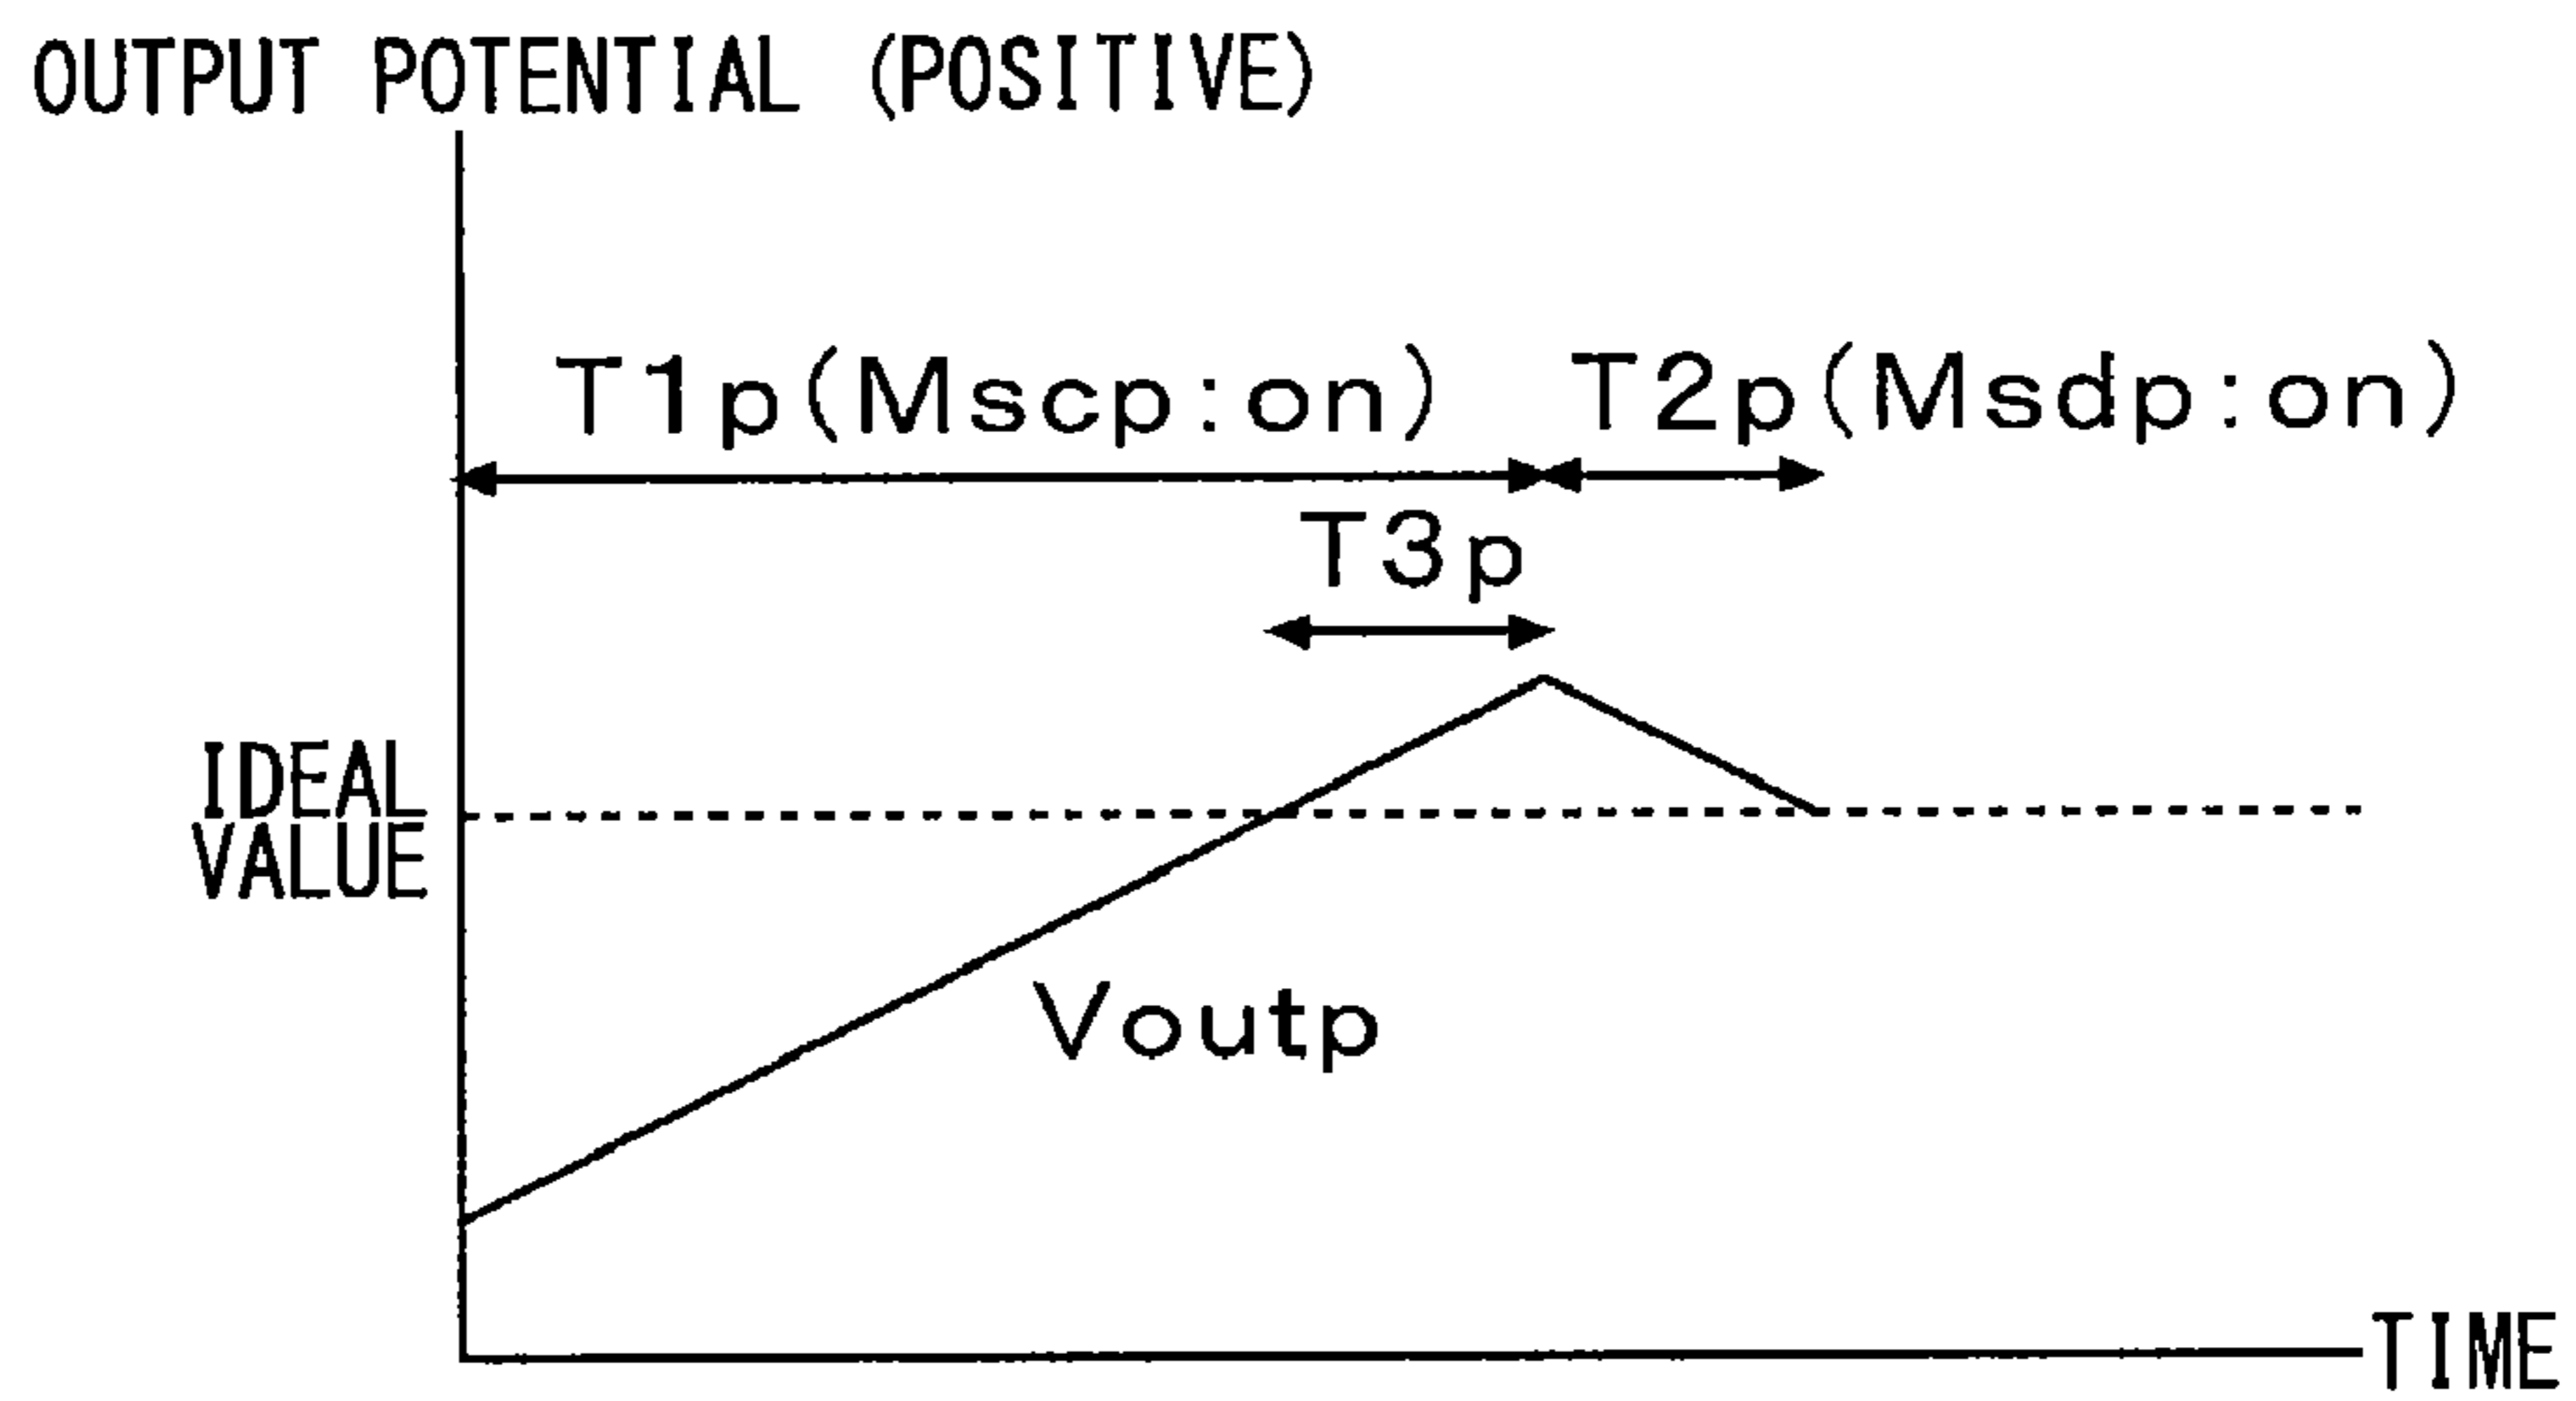 OUTPUT POTENTIAL (POSITIVE)
T1p(Mscp:on) T2p(Msdp:on)
T3p
IDEAL
VALUE
Voutp
TIME